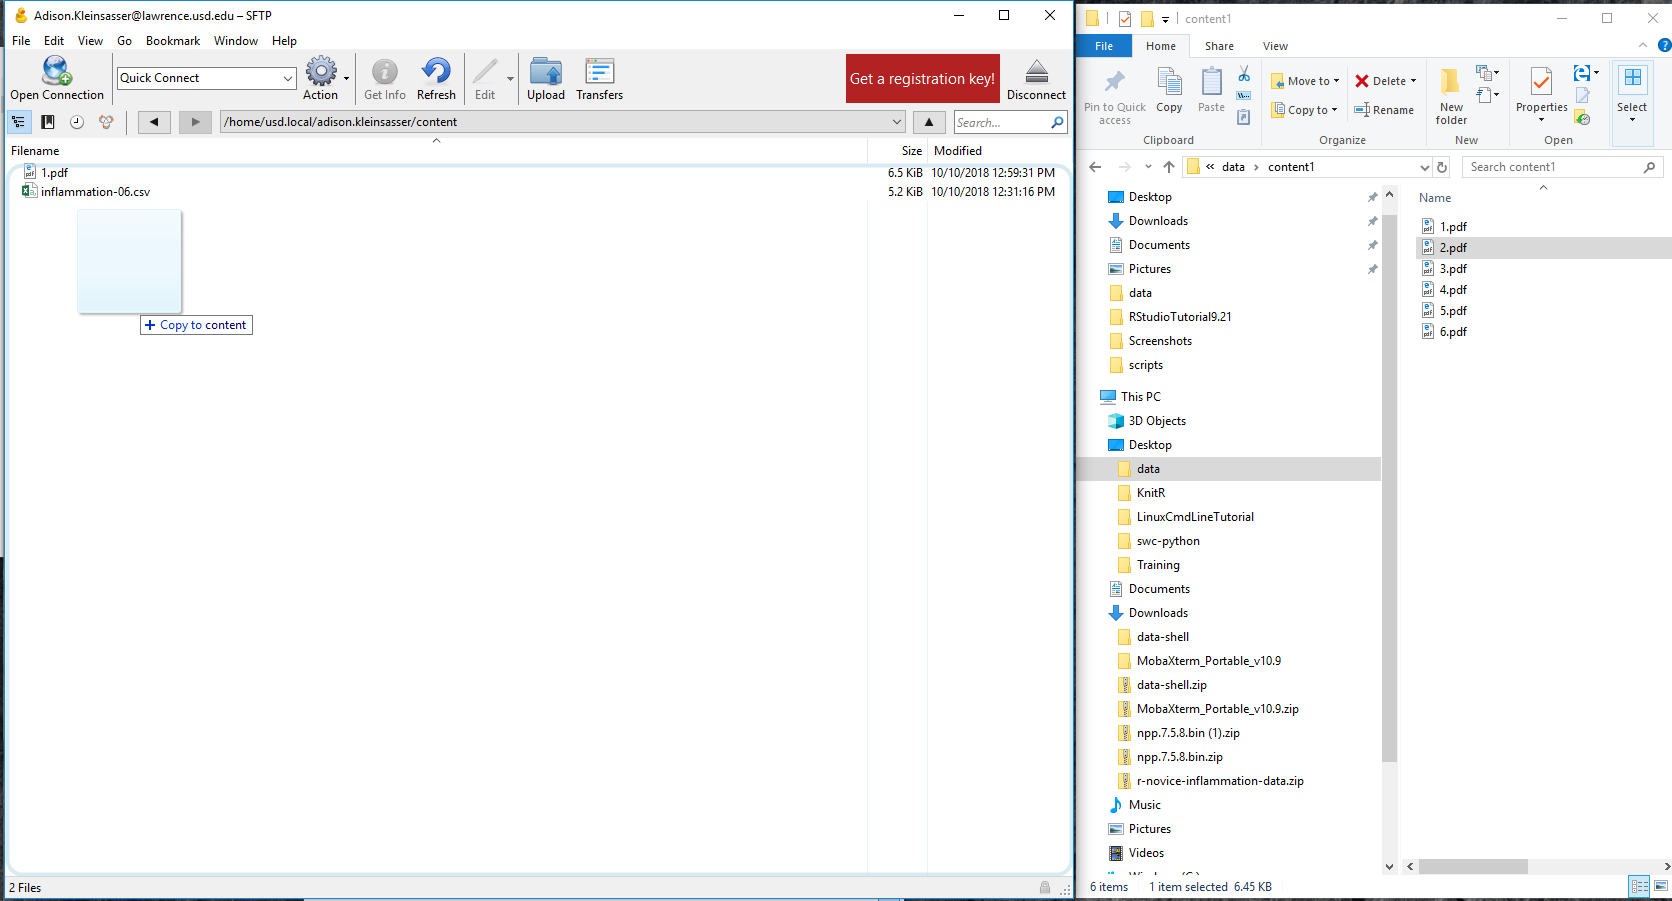 Adison.Kleinsasser@lawrence.usd.edu – SFTP
File Edit View Go Bookmark Window Help
Open Connection
Quick Connect
Action
Get Info
Refresh
Edit
Upload
Transfers
Get a registration key!
Disconnect
/home/usd.local/adison.kleinsasser/content
Search...
Filename Size Modified
1.pdf 6.5 KiB 10/10/2018 12:59:31 PM
inflammation-06.csv 5.2 KiB 10/10/2018 12:31:16 PM
+ Copy to content
2 Files
content1
File Home Share View
Pin to Quick access
Copy
Paste
Clipboard
Move to
Copy to
Delete
Rename
Organize
New folder
New
Properties
Open
Select
« data › content1
Search content1
Desktop
Downloads
Documents
Pictures
data
RStudioTutorial9.21
Screenshots
scripts
This PC
3D Objects
Desktop
data
KnitR
LinuxCmdLineTutorial
swc-python
Training
Documents
Downloads
data-shell
MobaXterm_Portable_v10.9
data-shell.zip
MobaXterm_Portable_v10.9.zip
npp.7.5.8.bin (1).zip
npp.7.5.8.bin.zip
r-novice-inflammation-data.zip
Music
Pictures
Videos
Name
1.pdf
2.pdf
3.pdf
4.pdf
5.pdf
6.pdf
6 items 1 item selected 6.45 KB